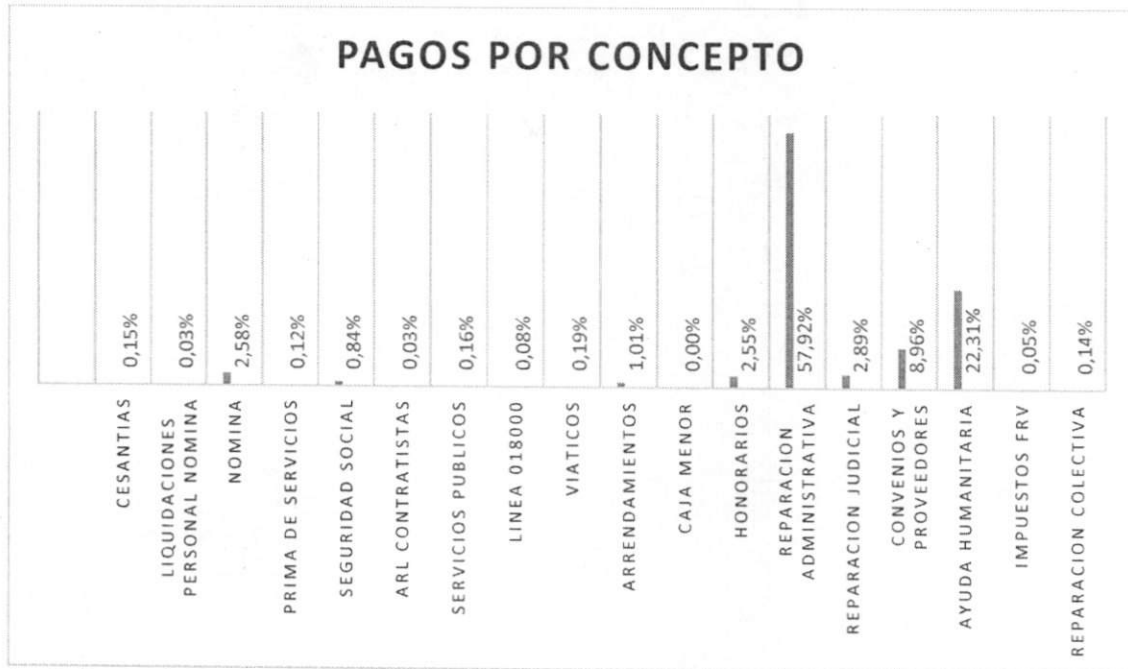 PAGOS POR CONCEPTO
0,15%
0,03%
2,58%
0,12%
0,84%
0,03%
0,16%
0,08%
0,19%
1,01%
0,00%
2,55%
57,92%
2,89%
8,96%
22,31%
0,05%
0,14%
CESANTIAS
LIQUIDACIONES
PERSONAL NOMINA
NOMINA
PRIMA DE SERVICIOS
SEGURIDAD SOCIAL
ARL CONTRATISTAS
SERVICIOS PUBLICOS
LINEA 018000
VIATICOS
ARRENDAMIENTOS
CAJA MENOR
HONORARIOS
REPARACION
ADMINISTRATIVA
REPARACION JUDICIAL
CONVENIOS Y
PROVEEDORES
AYUDA HUMANITARIA
IMPUESTOS FRV
REPARACION COLECTIVA